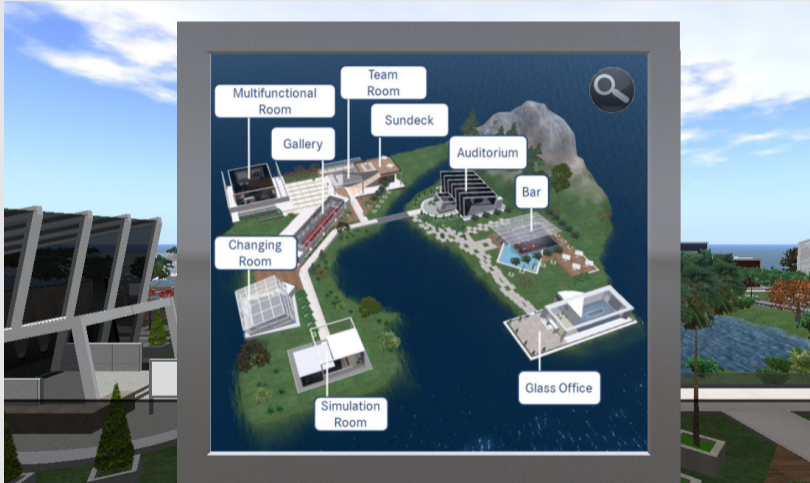 Team
Room
Multifunctional
Room
Sundeck
Gallery
Auditorium
Bar
Changing
Room
Glass Office
Simulation
Room